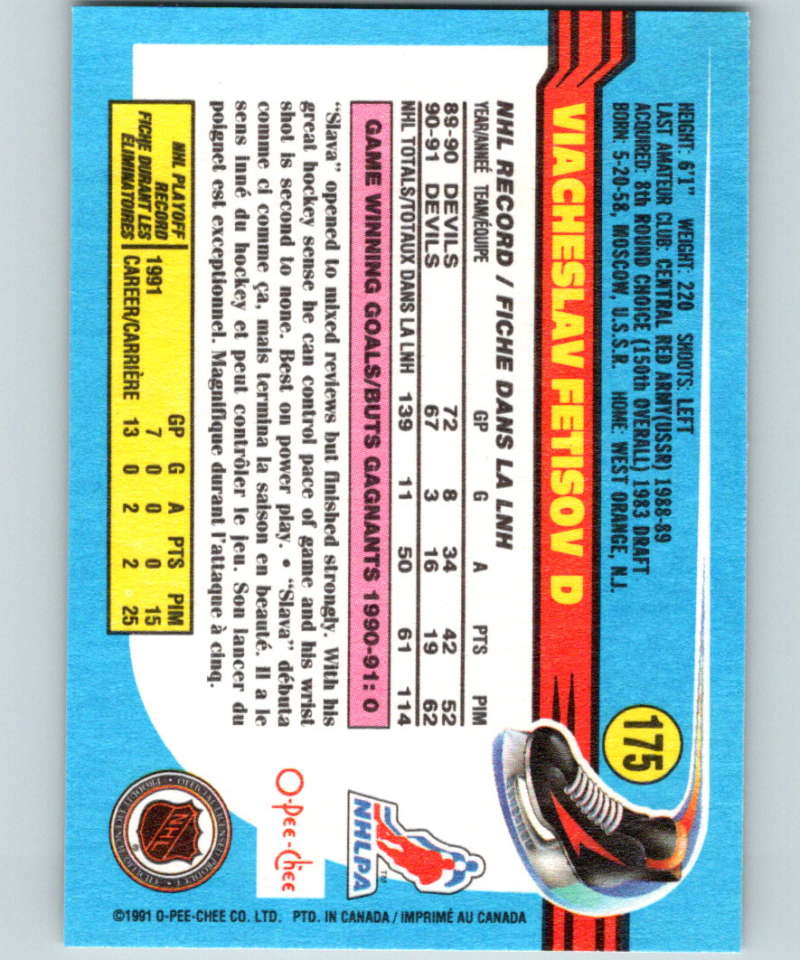 175
HEIGHT: 6'1" WEIGHT: 220 SHOOTS: LEFT
LAST AMATEUR CLUB: CENTRAL RED ARMY(USSR) 1988-89
ACQUIRED: 8th ROUND CHOICE (150th OVERALL) 1983 DRAFT
BORN: 5-20-58, MOSCOW, U.S.S.R. HOME: WEST ORANGE, N.J.
VIACHESLAV FETISOV D
NHL RECORD / FICHE DANS LA LNH
YEAR/ANNÉE TEAM/ÉQUIPE GP G A PTS PIM
89-90 DEVILS 72 8 34 42 52
90-91 DEVILS 67 3 16 19 62
NHL TOTALS/TOTAUX DANS LA LNH 139 11 50 61 114
GAME WINNING GOALS/BUTS GAGNANTS 1990-91: 0
"Slava" opened to mixed reviews but finished strongly. With his
great hockey sense he can control pace of game and his wrist
shot is second to none. Best on power play. • "Slava" débuta
comme ci comme ça, mais termina la saison en beauté. Il a le
sens inné du hockey et peut contrôler le jeu. Son lancer du
poignet est exceptionnel. Magnifique durant l'attaque à cinq.
NHL PLAYOFF
RECORD
FICHE DURANT LES
ÉLIMINATOIRES
GP G A PTS PIM
1991 7 0 0 0 15
CAREER/CARRIÈRE 13 0 2 2 25
NHLPA
TM
O-Pee-Chee
NHL
®
©1991 O-PEE-CHEE CO. LTD. PTD. IN CANADA / IMPRIMÉ AU CANADA